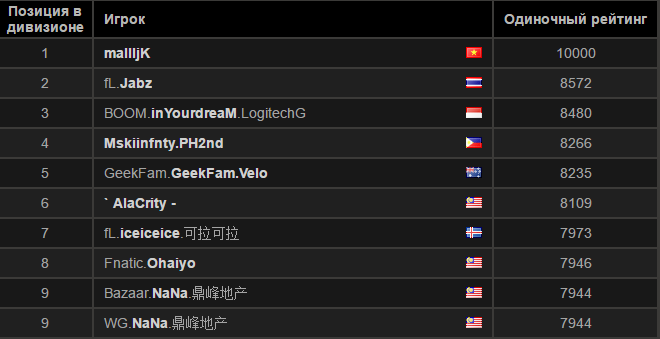 Позиция в дивизионе Игрок Одиночный рейтинг
1 mallljK 10000
2 fL.Jabz 8572
3 BOOM.inYourdreaM.LogitechG 8480
4 Mskiinfnty.PH2nd 8266
5 GeekFam.GeekFam.Velo 8235
6 ` AlaCrity - 8109
7 fL.iceiceice.可拉可拉 7973
8 Fnatic.Ohaiyo 7946
9 Bazaar.NaNa.鼎峰地产 7944
9 WG.NaNa.鼎峰地产 7944